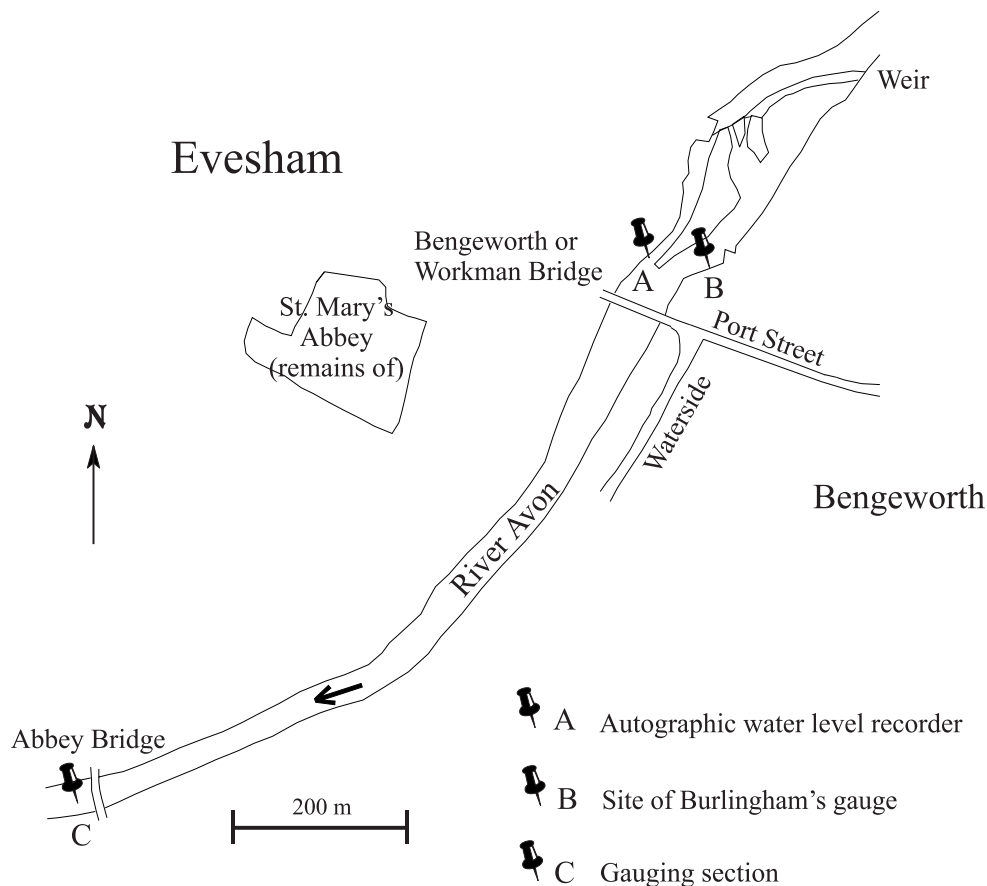 Weir
Evesham
Bengeworth or
Workman Bridge
A
B
St. Mary's
Abbey
(remains of)
Port Street
Waterside
N
Bengeworth
River Avon
Abbey Bridge
C
200 m
A Autographic water level recorder
B Site of Burlingham's gauge
C Gauging section